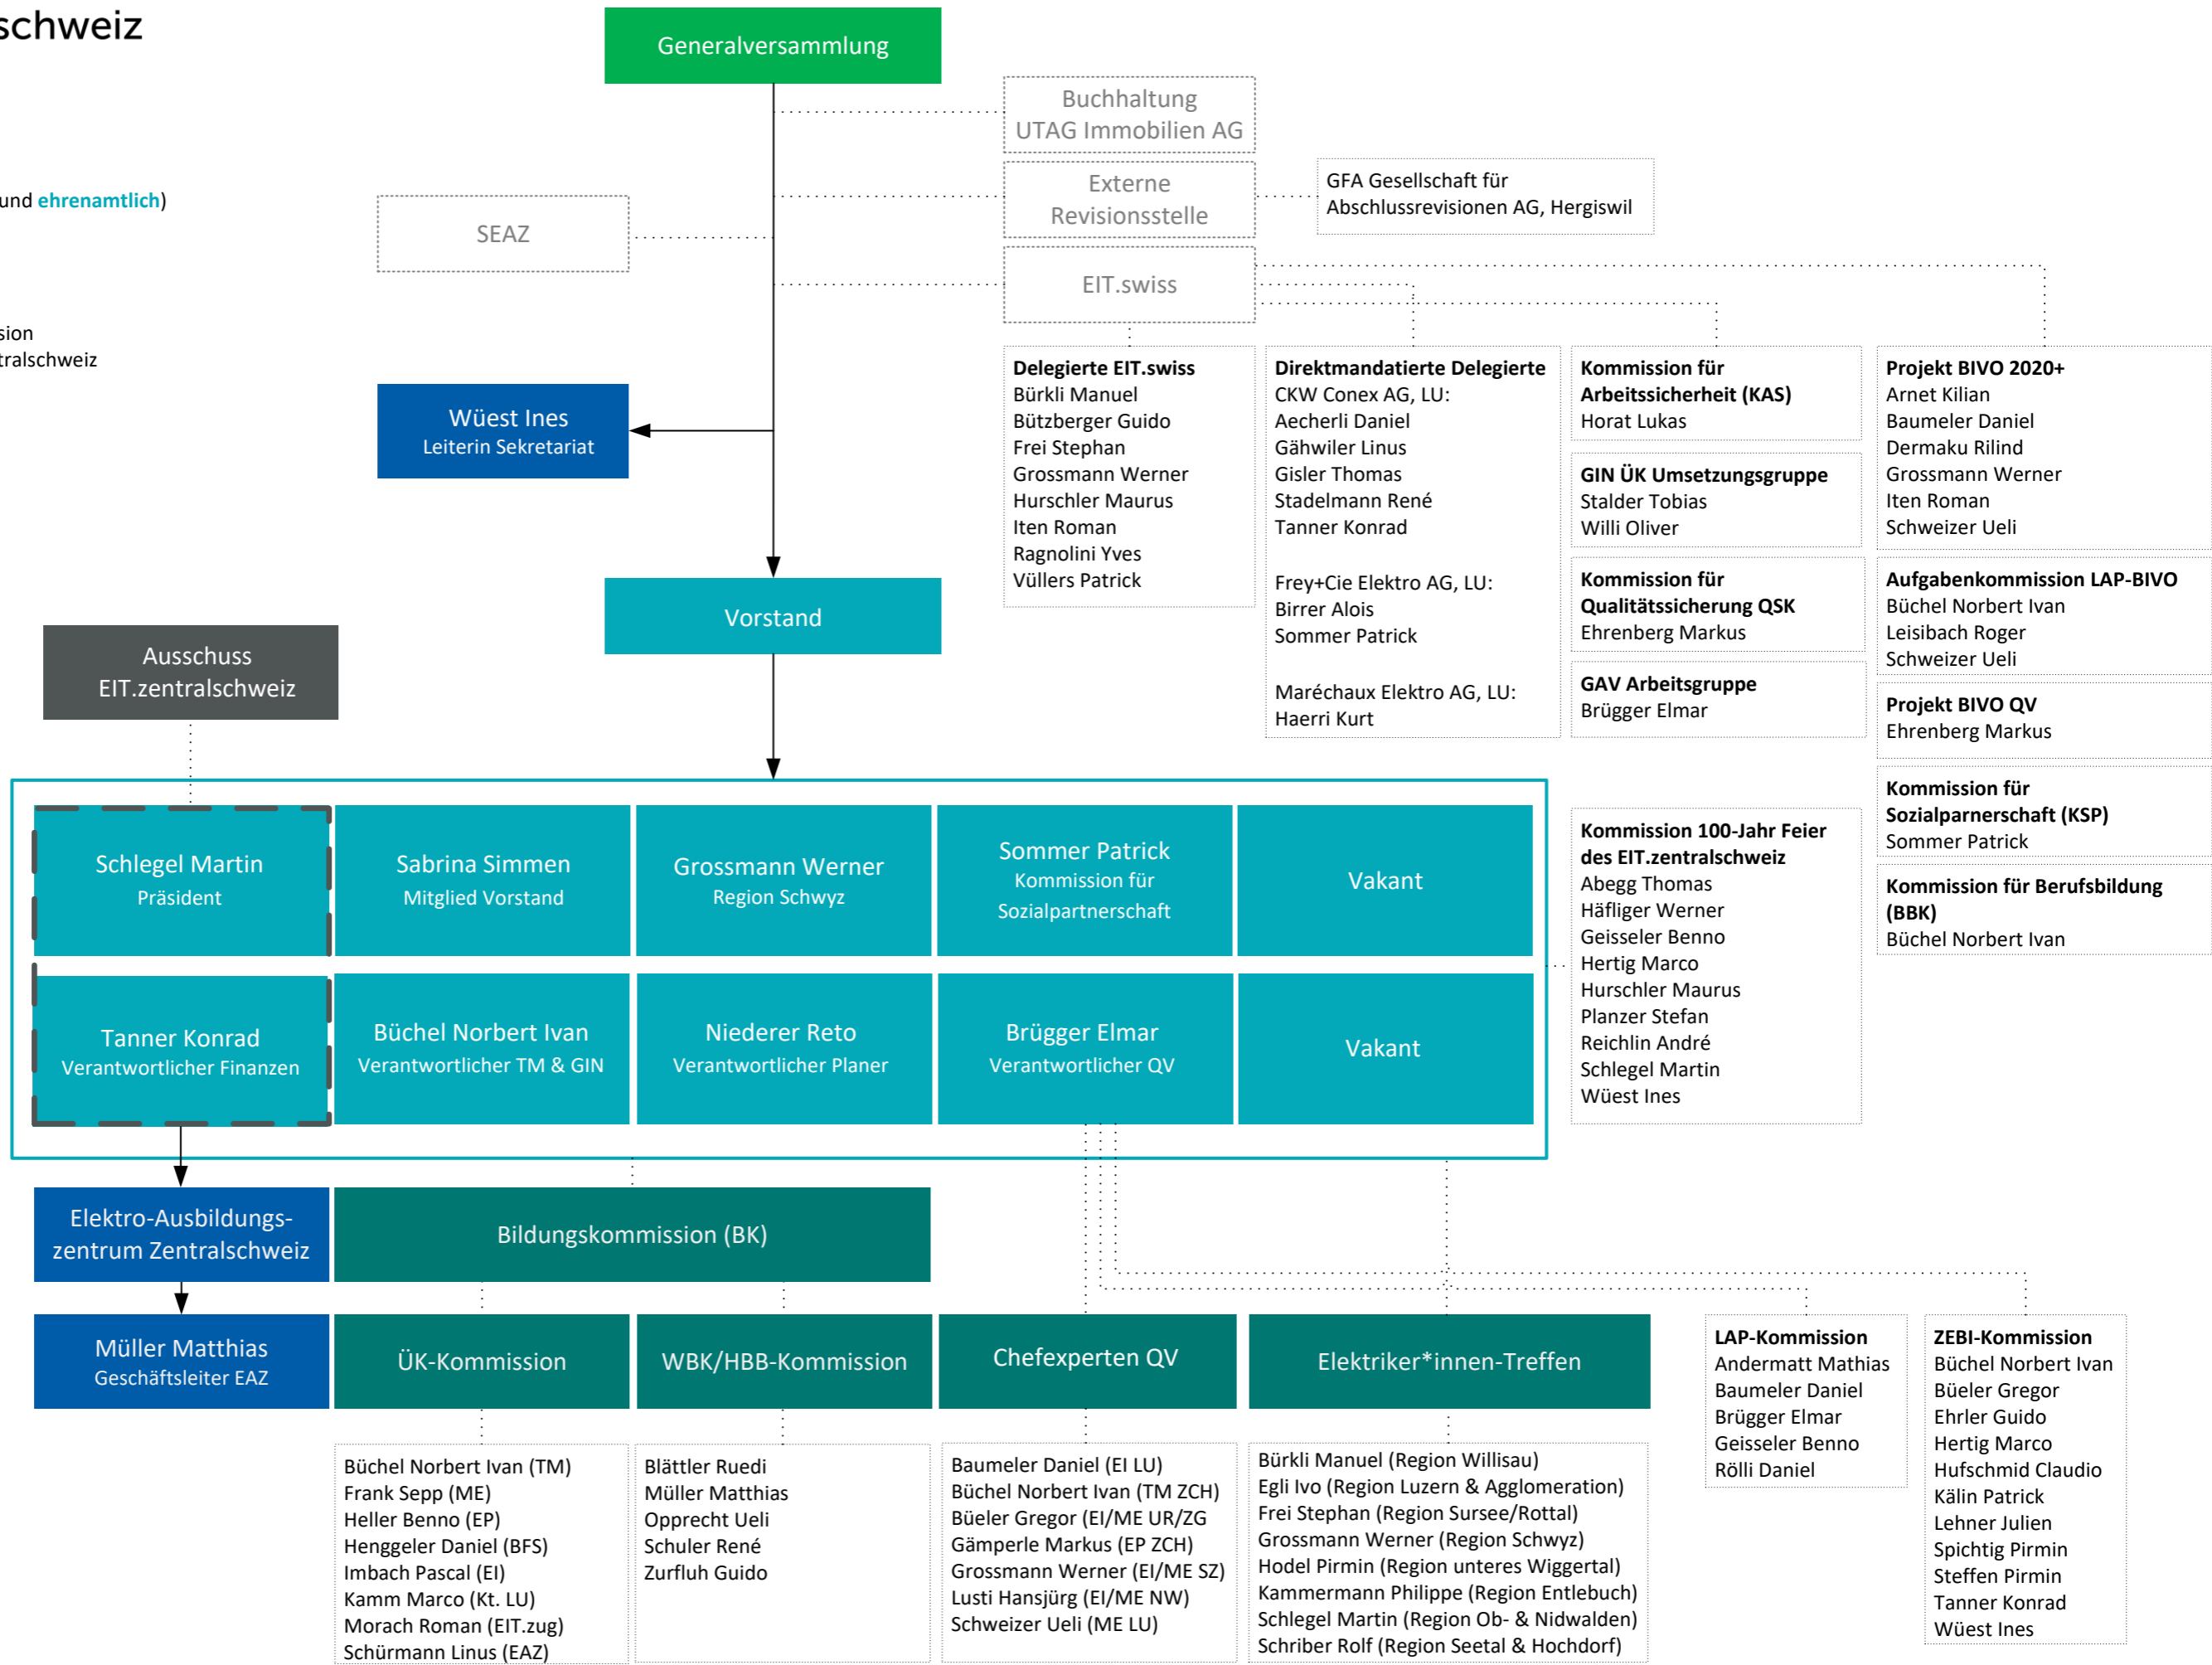 schweiz
und ehrenamtlich)
sion
tralschweiz
Generalversammlung
Buchhaltung
UTAG Immobilien AG
Externe
Revisionsstelle
GFA Gesellschaft für
Abschlussrevisionen AG, Hergiswil
SEAZ
EIT.swiss
Wüest Ines
Leiterin Sekretariat
Delegierte EIT.swiss
Bürkli Manuel
Bützberger Guido
Frei Stephan
Grossmann Werner
Hurschler Maurus
Iten Roman
Ragnolini Yves
Vüllers Patrick
Direktmandatierte Delegierte
CKW Conex AG, LU:
Aecherli Daniel
Gähwiler Linus
Gisler Thomas
Stadelmann René
Tanner Konrad
Frey+Cie Elektro AG, LU:
Birrer Alois
Sommer Patrick
Maréchaux Elektro AG, LU:
Haerri Kurt
Kommission für
Arbeitssicherheit (KAS)
Horat Lukas
GIN ÜK Umsetzungsgruppe
Stalder Tobias
Willi Oliver
Kommission für
Qualitätssicherung QSK
Ehrenberg Markus
GAV Arbeitsgruppe
Brügger Elmar
Projekt BIVO 2020+
Arnet Kilian
Baumeler Daniel
Dermaku Rilind
Grossmann Werner
Iten Roman
Schweizer Ueli
Aufgabenkommission LAP-BIVO
Büchel Norbert Ivan
Leisibach Roger
Schweizer Ueli
Projekt BIVO QV
Ehrenberg Markus
Kommission für
Sozialparnerschaft (KSP)
Sommer Patrick
Kommission für Berufsbildung
(BBK)
Büchel Norbert Ivan
Vorstand
Ausschuss
EIT.zentralschweiz
Schlegel Martin
Präsident
Sabrina Simmen
Mitglied Vorstand
Grossmann Werner
Region Schwyz
Sommer Patrick
Kommission für
Sozialpartnerschaft
Vakant
Tanner Konrad
Verantwortlicher Finanzen
Büchel Norbert Ivan
Verantwortlicher TM & GIN
Niederer Reto
Verantwortlicher Planer
Brügger Elmar
Verantwortlicher QV
Vakant
Kommission 100-Jahr Feier
des EIT.zentralschweiz
Abegg Thomas
Häfliger Werner
Geisseler Benno
Hertig Marco
Hurschler Maurus
Planzer Stefan
Reichlin André
Schlegel Martin
Wüest Ines
Elektro-Ausbildungs-
zentrum Zentralschweiz
Bildungskommission (BK)
Müller Matthias
Geschäftsleiter EAZ
ÜK-Kommission
WBK/HBB-Kommission
Chefexperten QV
Elektriker*innen-Treffen
Büchel Norbert Ivan (TM)
Frank Sepp (ME)
Heller Benno (EP)
Henggeler Daniel (BFS)
Imbach Pascal (EI)
Kamm Marco (Kt. LU)
Morach Roman (EIT.zug)
Schürmann Linus (EAZ)
Blättler Ruedi
Müller Matthias
Opprecht Ueli
Schuler René
Zurfluh Guido
Baumeler Daniel (EI LU)
Büchel Norbert Ivan (TM ZCH)
Büeler Gregor (EI/ME UR/ZG
Gämperle Markus (EP ZCH)
Grossmann Werner (EI/ME SZ)
Lusti Hansjürg (EI/ME NW)
Schweizer Ueli (ME LU)
Bürkli Manuel (Region Willisau)
Egli Ivo (Region Luzern & Agglomeration)
Frei Stephan (Region Sursee/Rottal)
Grossmann Werner (Region Schwyz)
Hodel Pirmin (Region unteres Wiggertal)
Kammermann Philippe (Region Entlebuch)
Schlegel Martin (Region Ob- & Nidwalden)
Schriber Rolf (Region Seetal & Hochdorf)
LAP-Kommission
Andermatt Mathias
Baumeler Daniel
Brügger Elmar
Geisseler Benno
Rölli Daniel
ZEBI-Kommission
Büchel Norbert Ivan
Büeler Gregor
Ehrler Guido
Hertig Marco
Hufschmid Claudio
Kälin Patrick
Lehner Julien
Spichtig Pirmin
Steffen Pirmin
Tanner Konrad
Wüest Ines